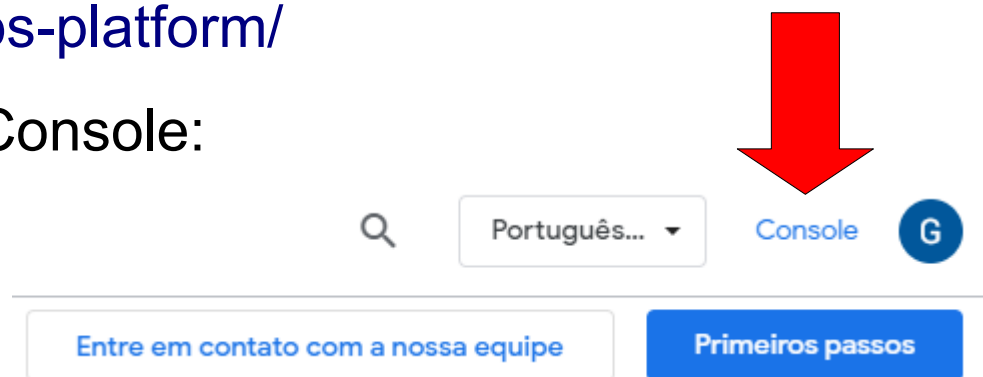 os-platform/
Console:
Português... Console G
Entre em contato com a nossa equipe Primeiros passos